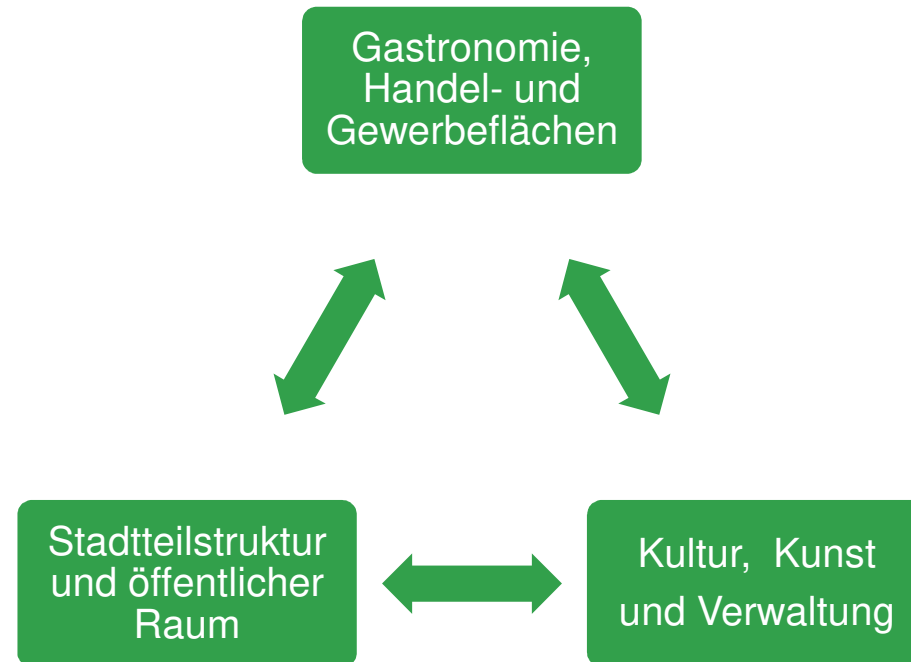 Gastronomie,
Handel- und
Gewerbeflächen
Stadtteilstruktur
und öffentlicher
Raum
Kultur, Kunst
und Verwaltung